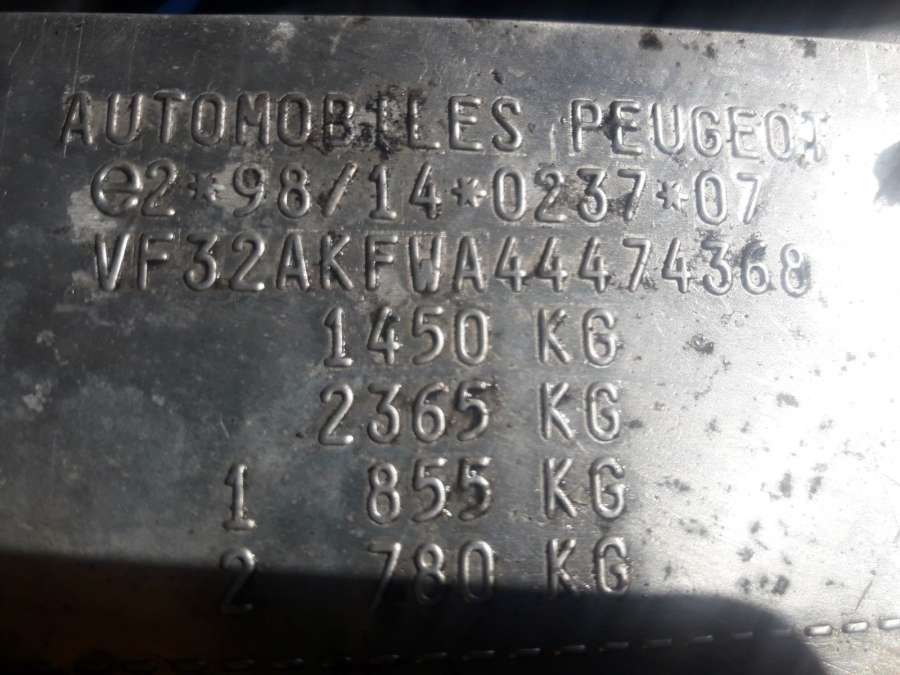 AUTOMOBILES PEUGEOT
e2*98/14*0237*07
VF32AKFWA44474368
1450 KG
2365 KG
1 855 KG
2 780 KG